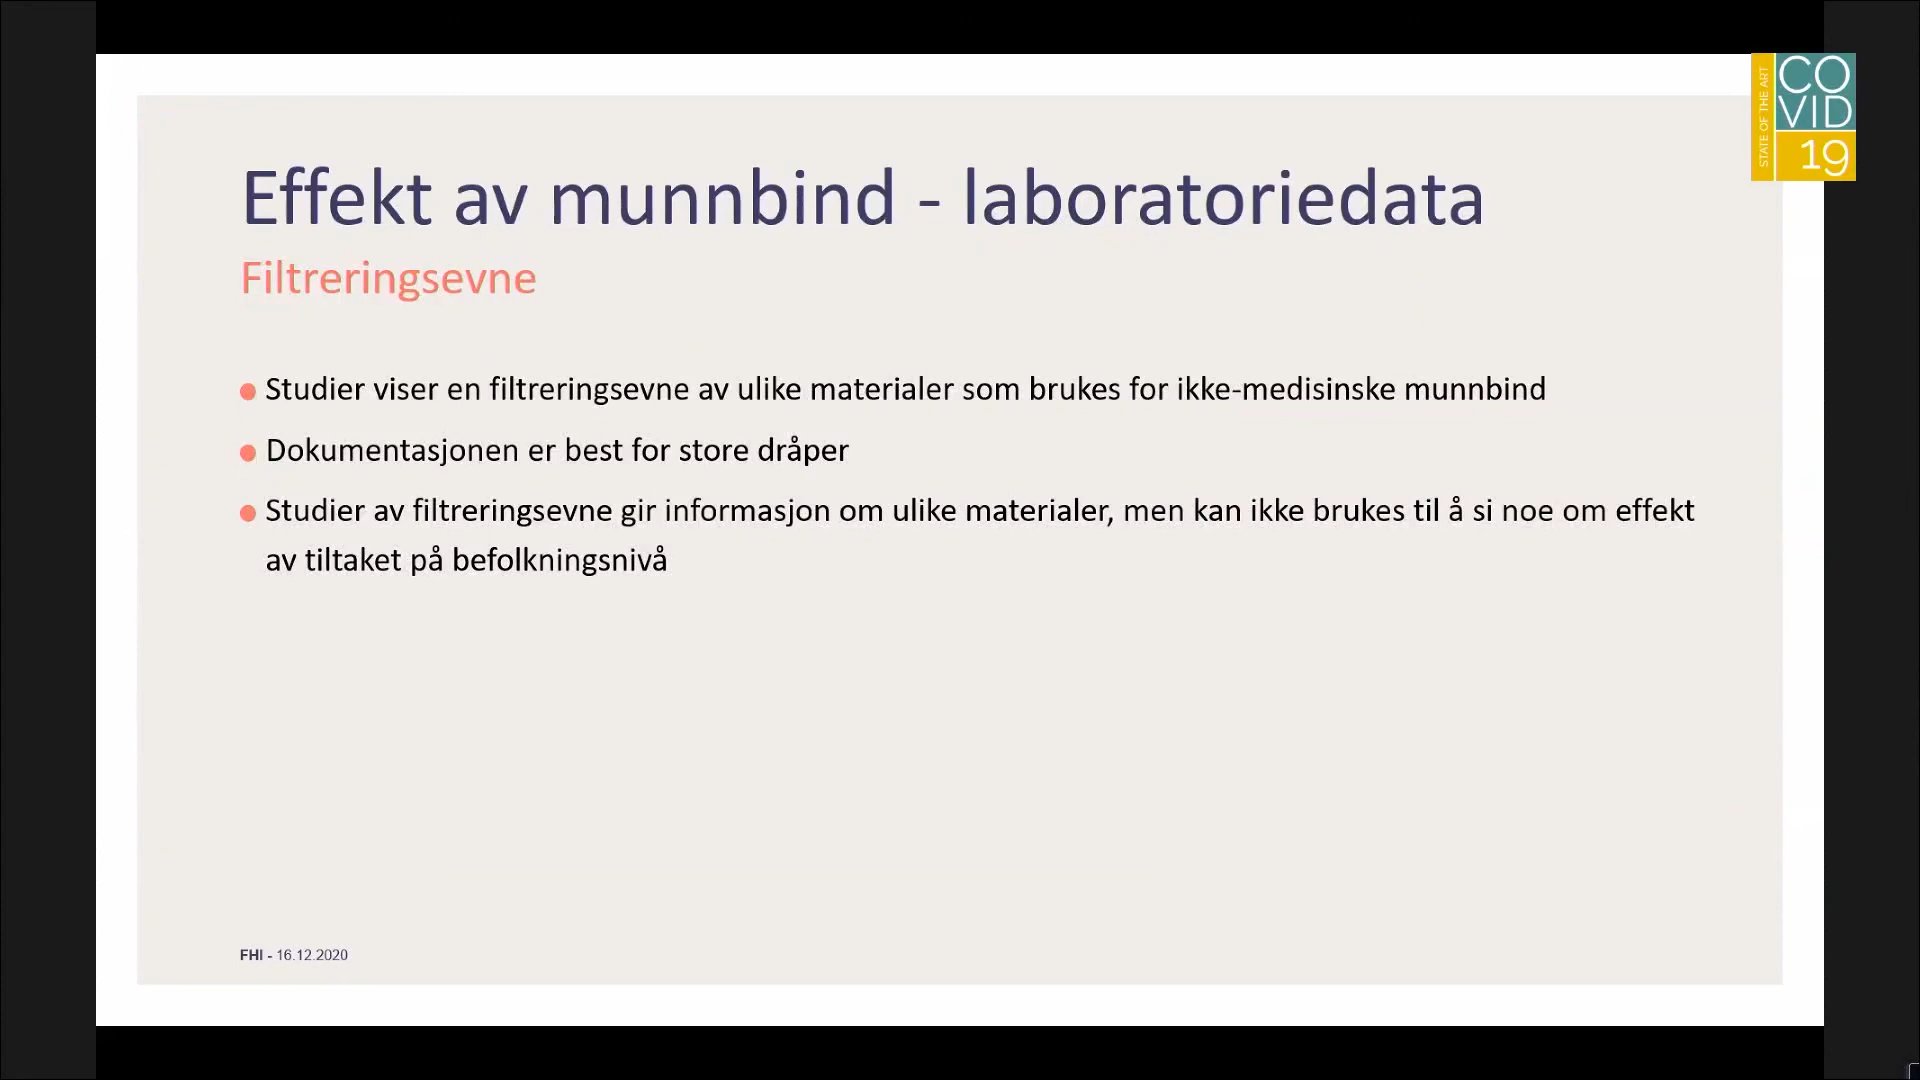 STATE OF THE ART
CO
VID
19
Effekt av munnbind - laboratoriedata
Filtreringsevne
Studier viser en filtreringsevne av ulike materialer som brukes for ikke-medisinske munnbind
Dokumentasjonen er best for store dråper
Studier av filtreringsevne gir informasjon om ulike materialer, men kan ikke brukes til å si noe om effekt
av tiltaket på befolkningsnivå
FHI - 16.12.2020